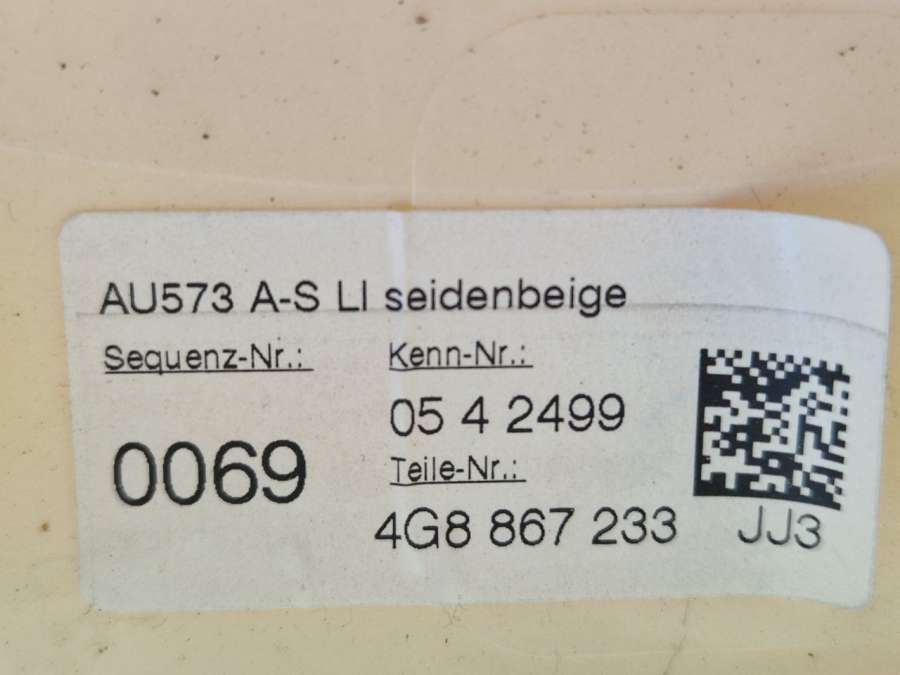 AU573 A-S LI seidenbeige
Sequenz-Nr.: Kenn-Nr.:
05 4 2499
0069
Teile-Nr.:
4G8 867 233 JJ3